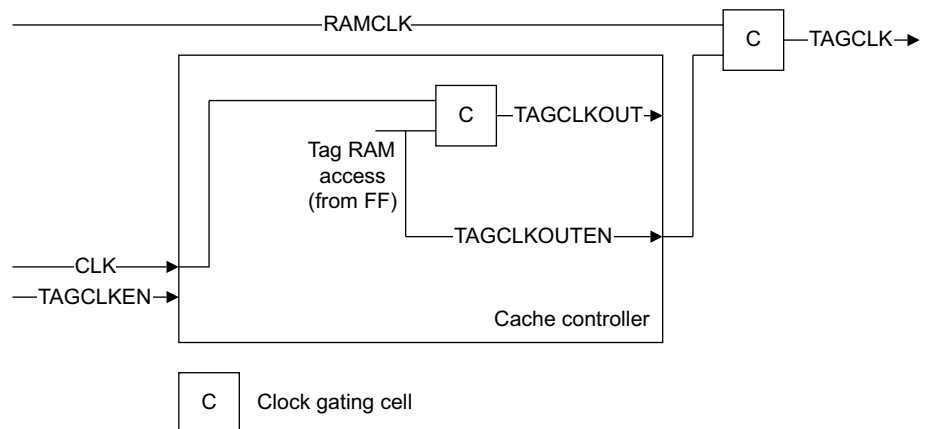 RAMCLK
C
TAGCLK
C
TAGCLKOUT
Tag RAM
access
(from FF)
TAGCLKOUTEN
CLK
TAGCLKEN
Cache controller
C
Clock gating cell